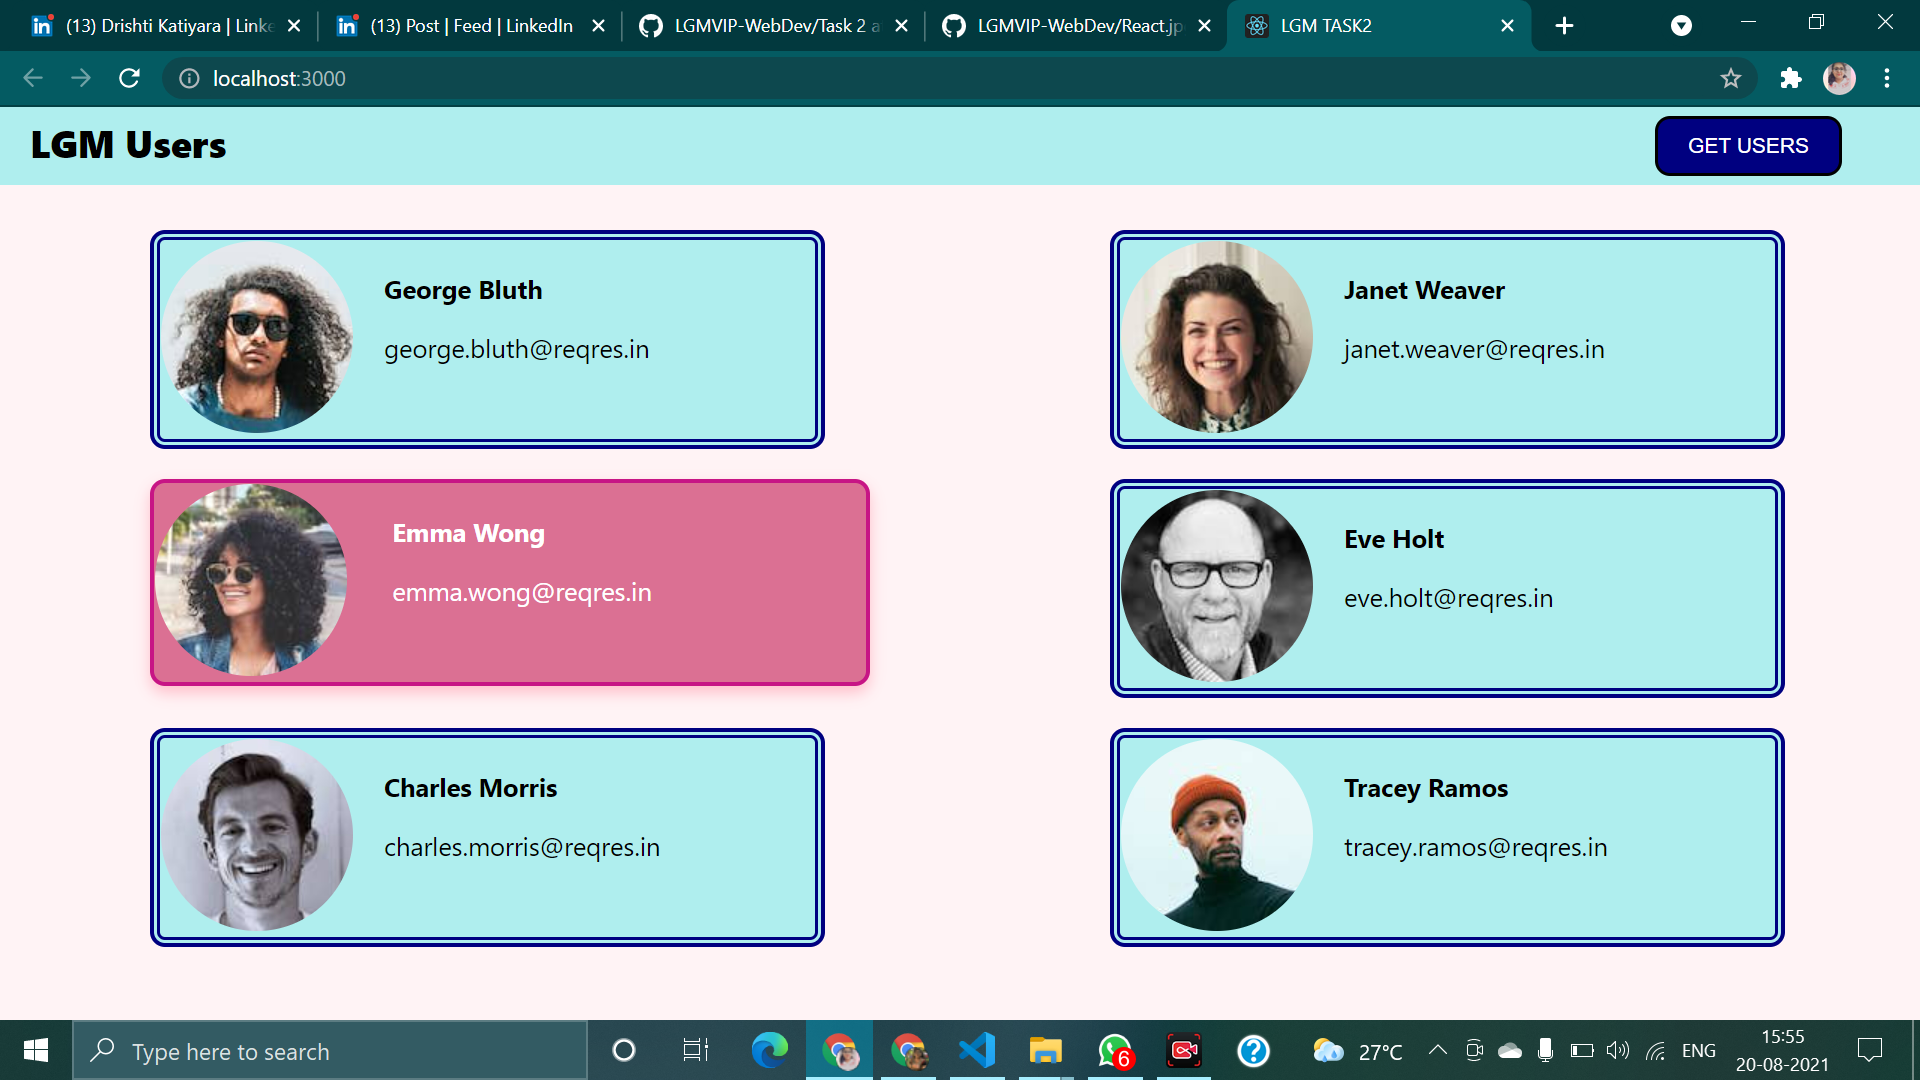 (13) Drishti Katiyara | Linke
(13) Post | Feed | LinkedIn
LGMVIP-WebDev/Task 2 a
LGMVIP-WebDev/React.jp
LGM TASK2
localhost:3000
LGM Users
GET USERS
George Bluth
george.bluth@reqres.in
Janet Weaver
janet.weaver@reqres.in
Emma Wong
emma.wong@reqres.in
Eve Holt
eve.holt@reqres.in
Charles Morris
charles.morris@reqres.in
Tracey Ramos
tracey.ramos@reqres.in
Type here to search
6
27°C
ENG
15:55
20-08-2021